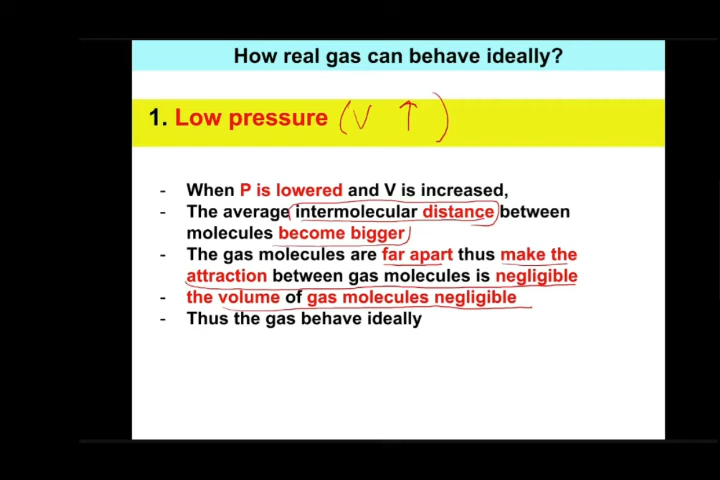 How real gas can behave ideally?
1. Low pressure (V ↑)
- When P is lowered and V is increased,
- The average intermolecular distance between
molecules become bigger
- The gas molecules are far apart thus make the
attraction between gas molecules is negligible
- the volume of gas molecules negligible
- Thus the gas behave ideally